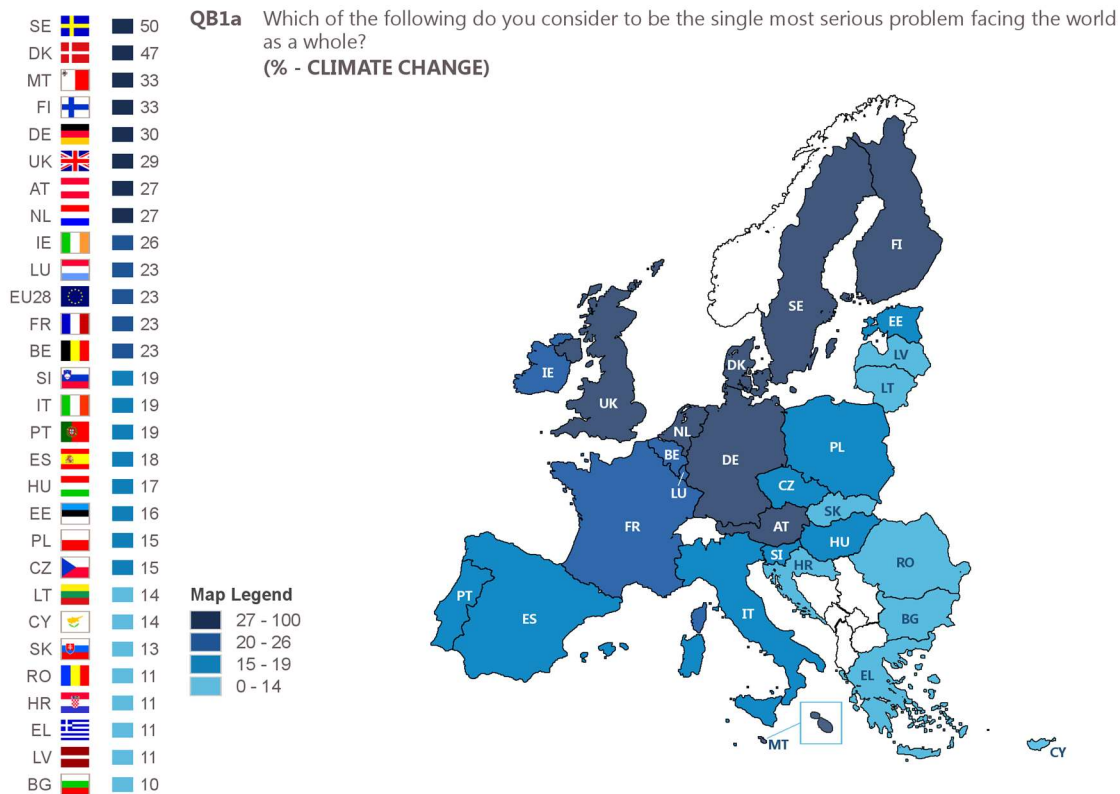 QB1a Which of the following do you consider to be the single most serious problem facing the world
as a whole?
(% - CLIMATE CHANGE)
SE 50
DK 47
MT 33
FI 33
DE 30
UK 29
AT 27
NL 27
IE 26
LU 23
EU28 23
FR 23
BE 23
SI 19
IT 19
PT 19
ES 18
HU 17
EE 16
PL 15
CZ 15
LT 14
CY 14
SK 13
RO 11
HR 11
EL 11
LV 11
BG 10
Map Legend
27 - 100
20 - 26
15 - 19
0 - 14
FI
SE
EE
LV
LT
DK
IE
UK
NL
BE
LU
DE
PL
CZ
SK
AT
HU
SI
HR
RO
FR
PT
ES
IT
BG
EL
MT
CY